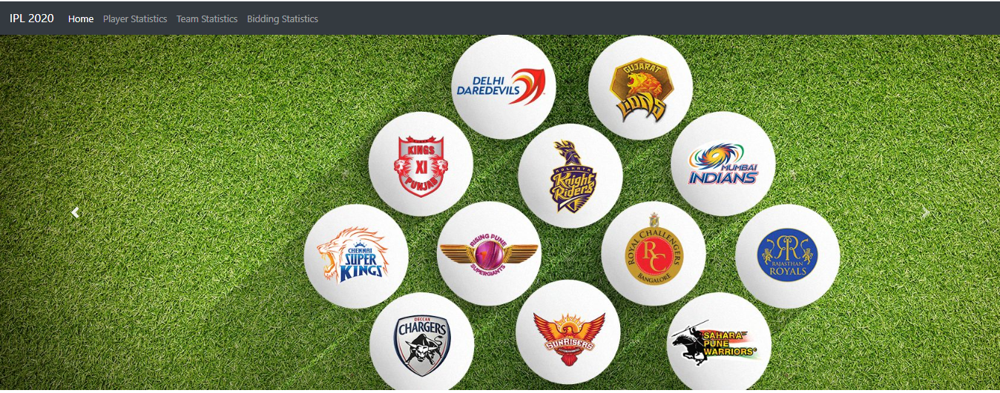 IPL 2020 Home Player Statistics Team Statistics Bidding Statistics
DELHI
DAREDEVILS
GUJARAT
LIONS
KINGS
XI
PUNJAB
KOLKATA
Knight
Riders
MUMBAI
INDIANS
CHENNAI
SUPER
KINGS
RISING PUNE
SUPERGIANTS
ROYAL CHALLENGERS
RC
BANGALORE
RR
RAJASTHAN
ROYALS
DECCAN
CHARGERS
SUNRISERS
SAHARA
PUNE
WARRIORS